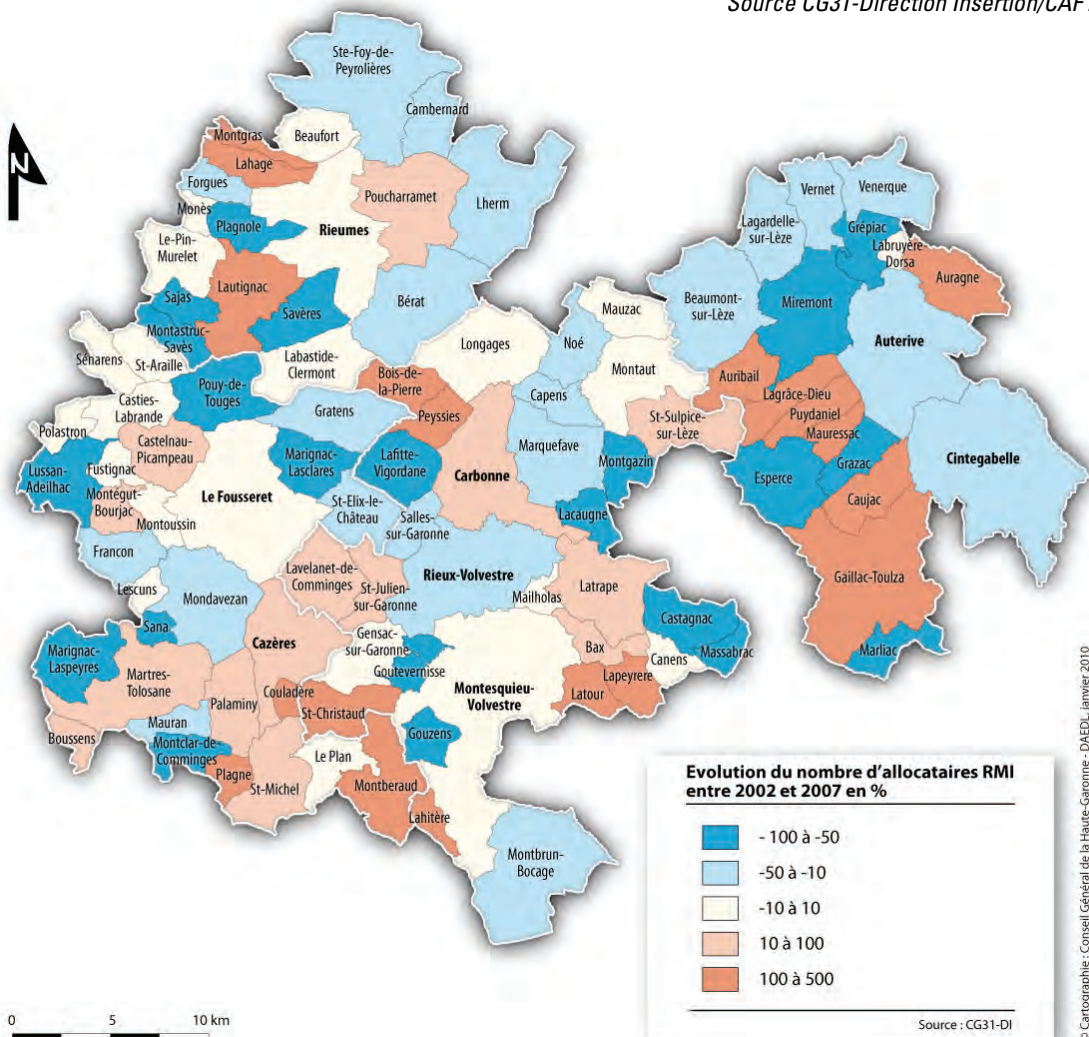 Source CG31-Direction Insertion/CAF
Ste-Foy-de-
Peyrolières
Cambernard
Beaufort
Montgras
Lahage
Forgues
Monès
Plagnole
Rieumes
Poucharramet
Lherm
Le-Pin-
Murelet
Lautignac
Sajas
Savères
Bérat
Montastruc-
Savès
Sénarens
St-Araille
Labastide-
Clermont
Longages
Pouy-de-
Touges
Bois-de-
la-Pierre
Peyssies
Casties-
Labrande
Gratens
Polastron
Castelnau-
Picampeau
Lussan-
Adeilhac
Fustignac
Marignac-
Lasclares
Lafitte-
Vigordane
Carbonne
Montégut-
Bourjac
Le Fousseret
Montoussin
St-Elix-le-
Château
Salles-
sur-Garonne
Francon
Lescuns
Mondavezan
Lavelanet-de-
Comminges
St-Julien-
sur-Garonne
Rieux-Volvestre
Mailholas
Latrape
Sana
Cazères
Gensac-
sur-Garonne
Goutevernisse
Bax
Canens
Castagnac
Massabrac
Marignac-
Laspeyres
Martres-
Tolosane
Palaminy
Couladère
St-Christaud
Montesquieu-
Volvestre
Latour
Lapeyrere
Boussens
Mauran
Montclar-de-
Comminges
Plagne
St-Michel
Le Plan
Gouzens
Montberaud
Lahitère
Montbrun-
Bocage
Mauzac
Noé
Montaut
Capens
Marquefave
St-Sulpice-
sur-Lèze
Montgazin
Lacaugne
Vernet
Venerque
Lagardelle-
sur-Lèze
Grépiac
Labruyère-
Dorsa
Auragne
Beaumont-
sur-Lèze
Miremont
Auterive
Auribail
Lagrâce-Dieu
Puydaniel
Mauressac
Esperce
Grazac
Cintegabelle
Caujac
Gaillac-Toulza
Marliac
N
Evolution du nombre d'allocataires RMI
entre 2002 et 2007 en %
- 100 à -50
-50 à -10
-10 à 10
10 à 100
100 à 500
Source : CG31-DI
0 5 10 km
Cartographie : Conseil Général de la Haute-Garonne - DAEDL, janvier 2010